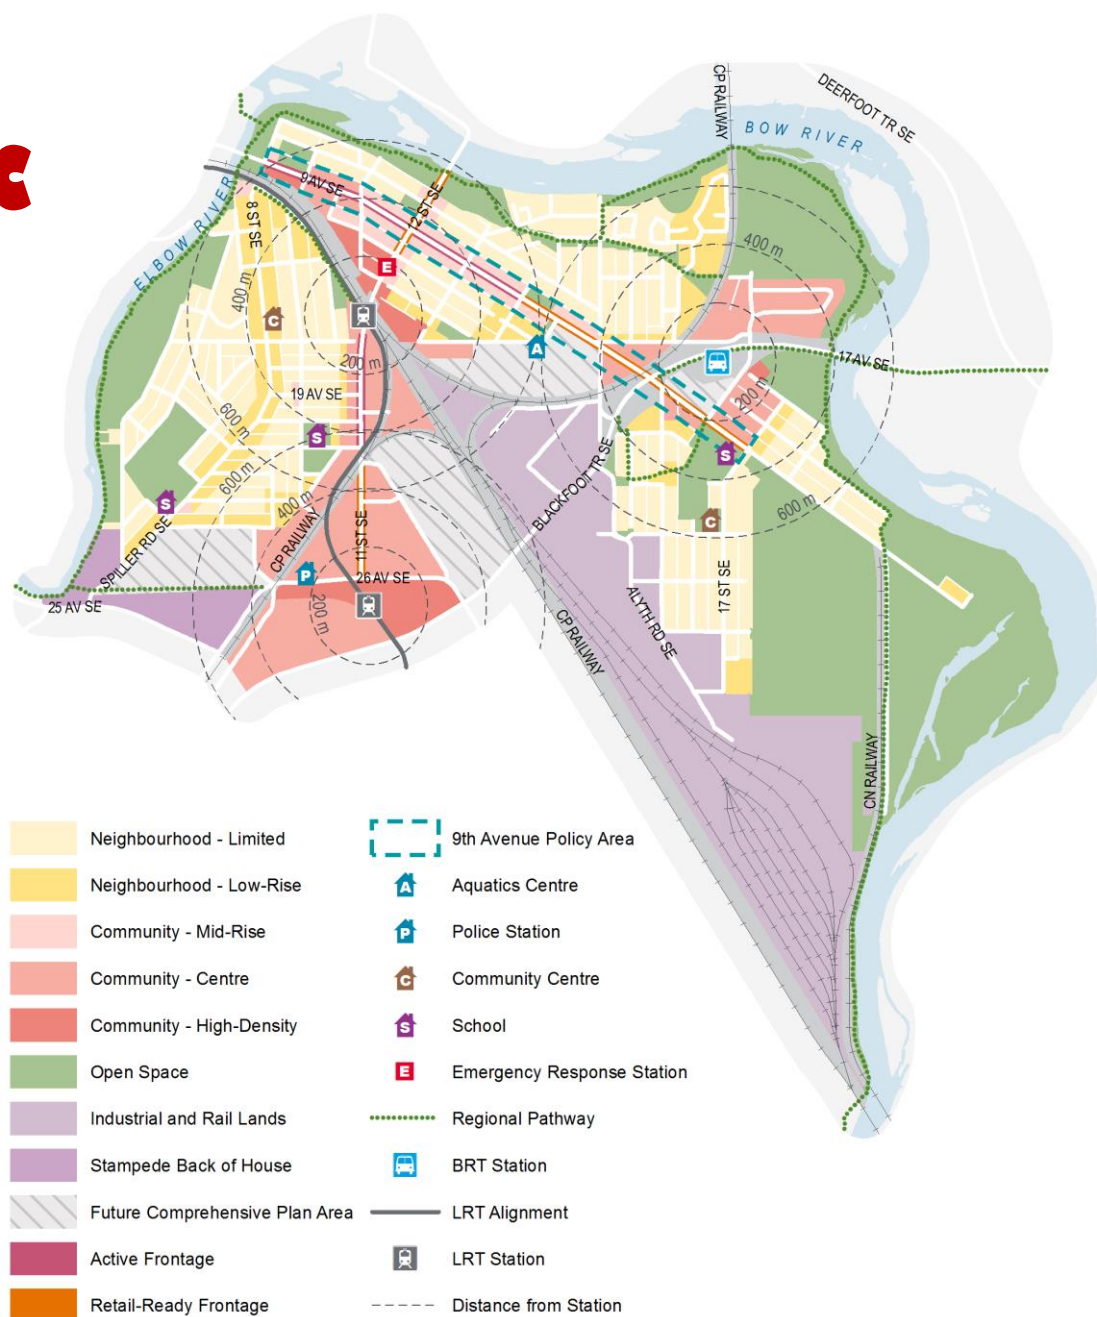 CP RAILWAY
DEERFOOT TR SE
BOW RIVER
9 AV SE
12 ST SE
ELBOW RIVER
8 ST SE
400 m
400 m
E
C
A
200 m
17 AV SE
19 AV SE
200 m
600 m
S
S
600 m
400 m
BLACKFOOT TR SE
600 m
S
C
SPILLER RD SE
CP RAILWAY
11 ST SE
P
26 AV SE
25 AV SE
200 m
17 ST SE
ALYTH RD SE
CP RAILWAY
CN RAILWAY
Neighbourhood - Limited
Neighbourhood - Low-Rise
Community - Mid-Rise
Community - Centre
Community - High-Density
Open Space
Industrial and Rail Lands
Stampede Back of House
Future Comprehensive Plan Area
Active Frontage
Retail-Ready Frontage
9th Avenue Policy Area
A Aquatics Centre
P Police Station
C Community Centre
S School
E Emergency Response Station
Regional Pathway
BRT Station
LRT Alignment
LRT Station
Distance from Station